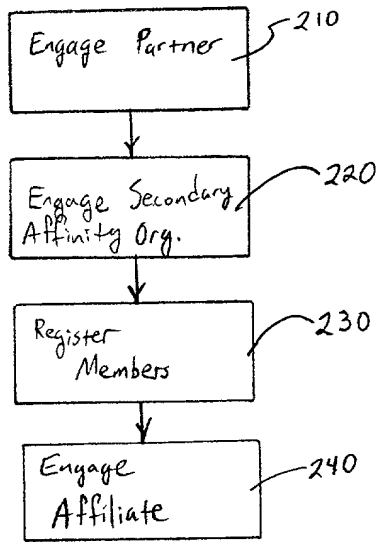 Engage Partner
210
Engage Secondary
Affinity Org.
220
Register
Members
230
Engage
Affiliate
240